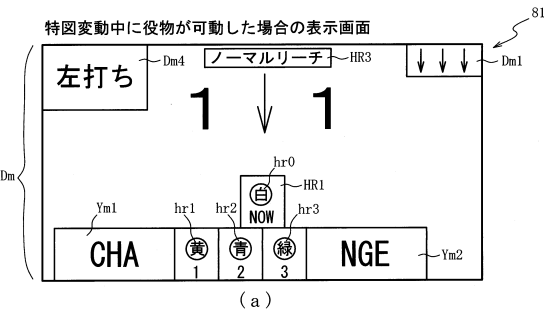 特図変動中に役物が可動した場合の表示画面
81
左打ち
Dm4
ノーマルリーチ
HR3
↓ ↓ ↓
Dm1
1 ↓ 1
Dm
hr0
白
NOW
HR1
Ym1
hr1
hr2
hr3
CHA
黄
1
青
2
緑
3
NGE
Ym2
(a)